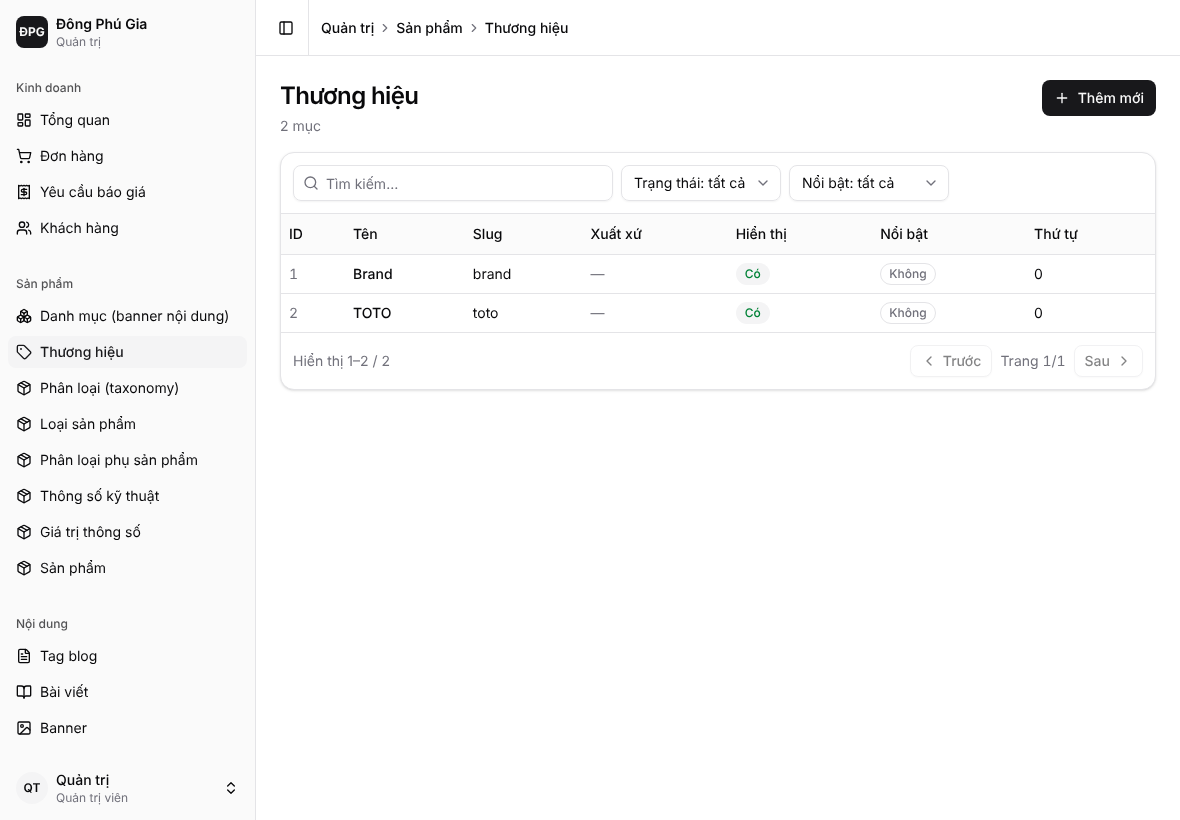 ĐPG
Đông Phú Gia
Quản trị
Kinh doanh
Tổng quan
Đơn hàng
Yêu cầu báo giá
Khách hàng
Sản phẩm
Danh mục (banner nội dung)
Thương hiệu
Phân loại (taxonomy)
Loại sản phẩm
Phân loại phụ sản phẩm
Thông số kỹ thuật
Giá trị thông số
Sản phẩm
Nội dung
Tag blog
Bài viết
Banner
QT
Quản trị
Quản trị viên
Quản trị > Sản phẩm > Thương hiệu
Thương hiệu
2 mục
+ Thêm mới
Tìm kiếm...
Trạng thái: tất cả
Nổi bật: tất cả
ID Tên Slug Xuất xứ Hiển thị Nổi bật Thứ tự
1 Brand brand — Có Không 0
2 TOTO toto — Có Không 0
Hiển thị 1–2 / 2
Trước Trang 1/1 Sau